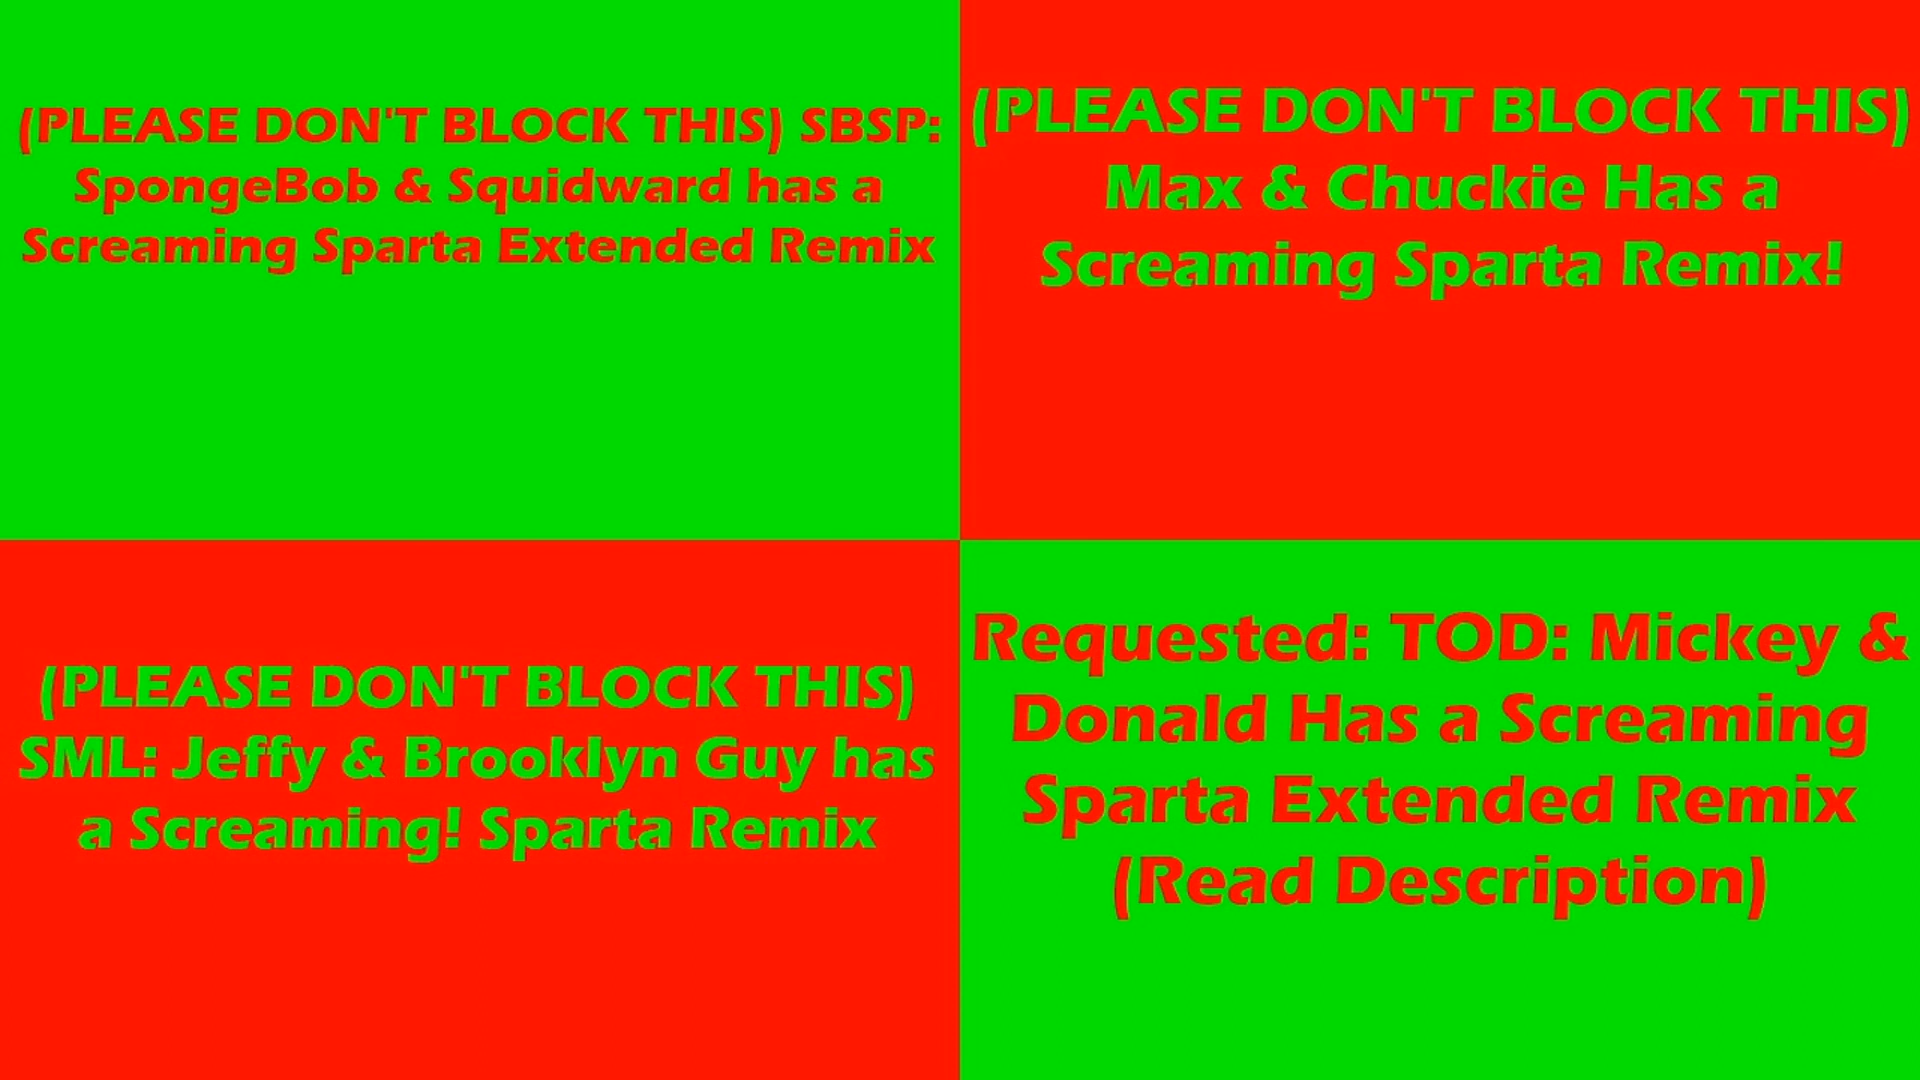 (PLEASE DON'T BLOCK THIS) SBSP:
SpongeBob & Squidward has a
Screaming Sparta Extended Remix
(PLEASE DON'T BLOCK THIS)
Max & Chuckie Has a
Screaming Sparta Remix!
(PLEASE DON'T BLOCK THIS)
SML: Jeffy & Brooklyn Guy has
a Screaming! Sparta Remix
Requested: TOD: Mickey &
Donald Has a Screaming
Sparta Extended Remix
(Read Description)